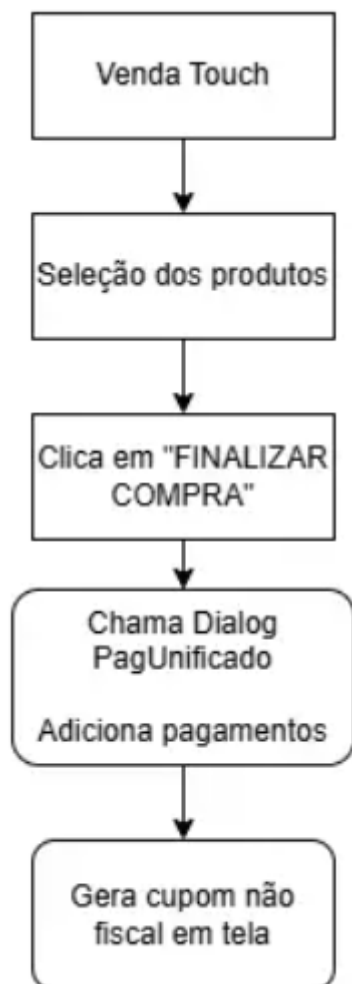 Venda Touch
Seleção dos produtos
Clica em "FINALIZAR
COMPRA"
Chama Dialog
PagUnificado
Adiciona pagamentos
Gera cupom não
fiscal em tela